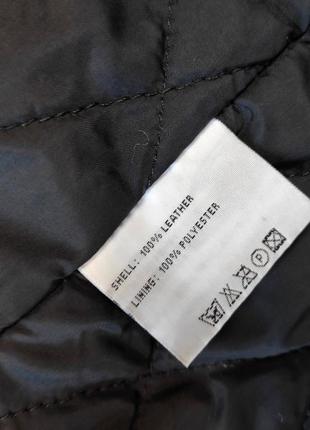 SHELL: 100% LEATHER
LINING: 100% POLYESTER
P